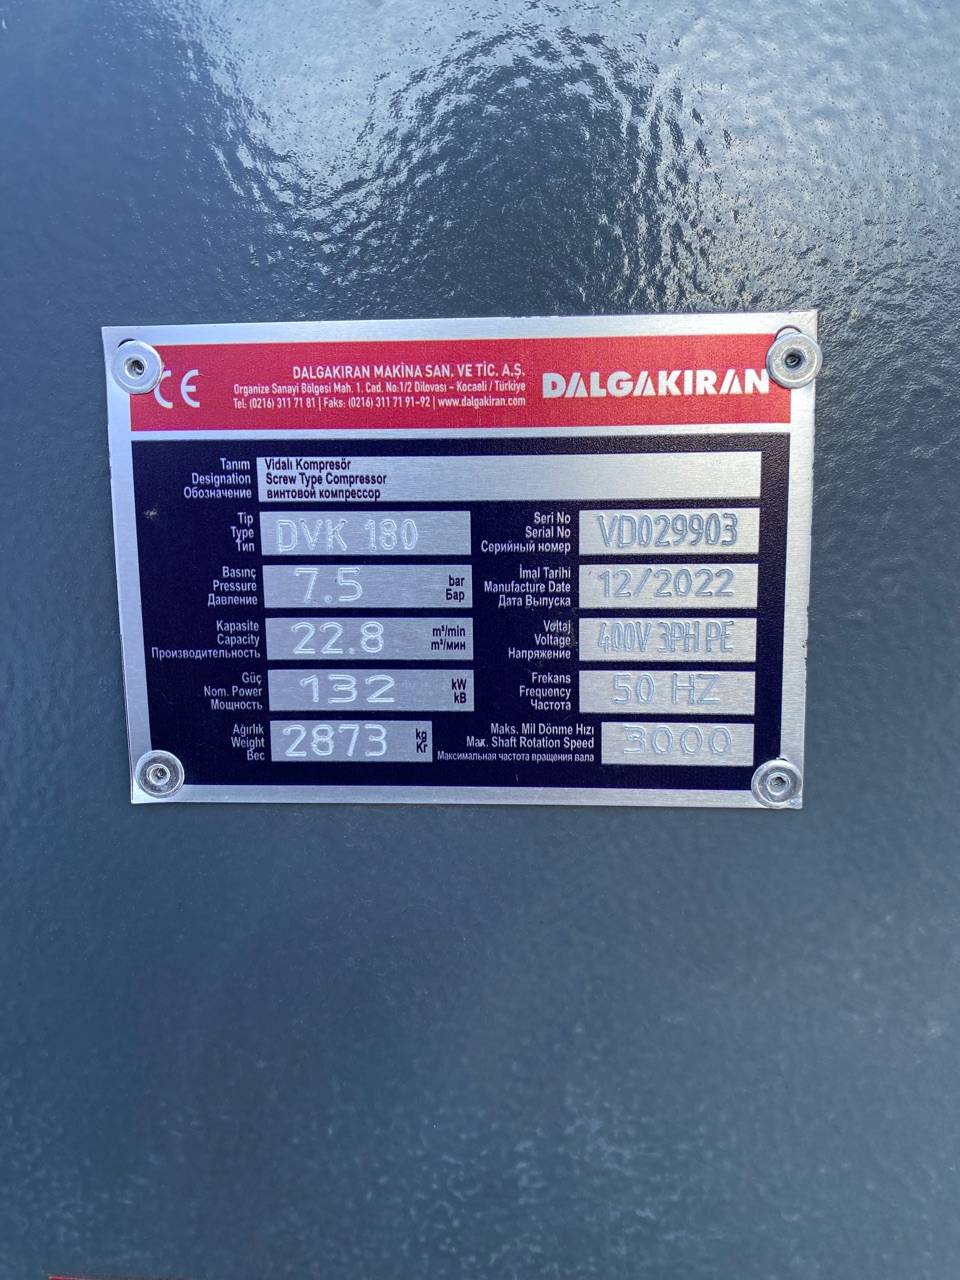 CE
DALGAKIRAN MAKİNA SAN. VE TİC. A.Ş.
Organize Sanayi Bölgesi Mah. 1. Cad. No:1/2 Dilovası - Kocaeli / Türkiye
Tel: (0216) 311 71 81 | Faks: (0216) 311 71 91-92 | www.dalgakiran.com
DALGAKIRAN
Tanım
Designation
Обозначение
Vidalı Kompresör
Screw Type Compressor
винтовой компрессор
Tip
Type
Тип
DVK 180
Seri No
Serial No
Серийный номер
VD029903
Basınç
Pressure
Давление
7.5
bar
Бар
İmal Tarihi
Manufacture Date
Дата Выпуска
12/2022
Kapasite
Capacity
Производительность
22.8
m³/min
m³/мин
Voltaj
Voltage
Напряжение
400V 3PH PE
Güç
Nom. Power
Мощность
132
kW
kB
Frekans
Frequency
Частота
50 HZ
Ağırlık
Weight
Вес
2873
kg
Kr
Maks. Mil Dönme Hızı
Max. Shaft Rotation Speed
Максимальная частота вращения вала
3000